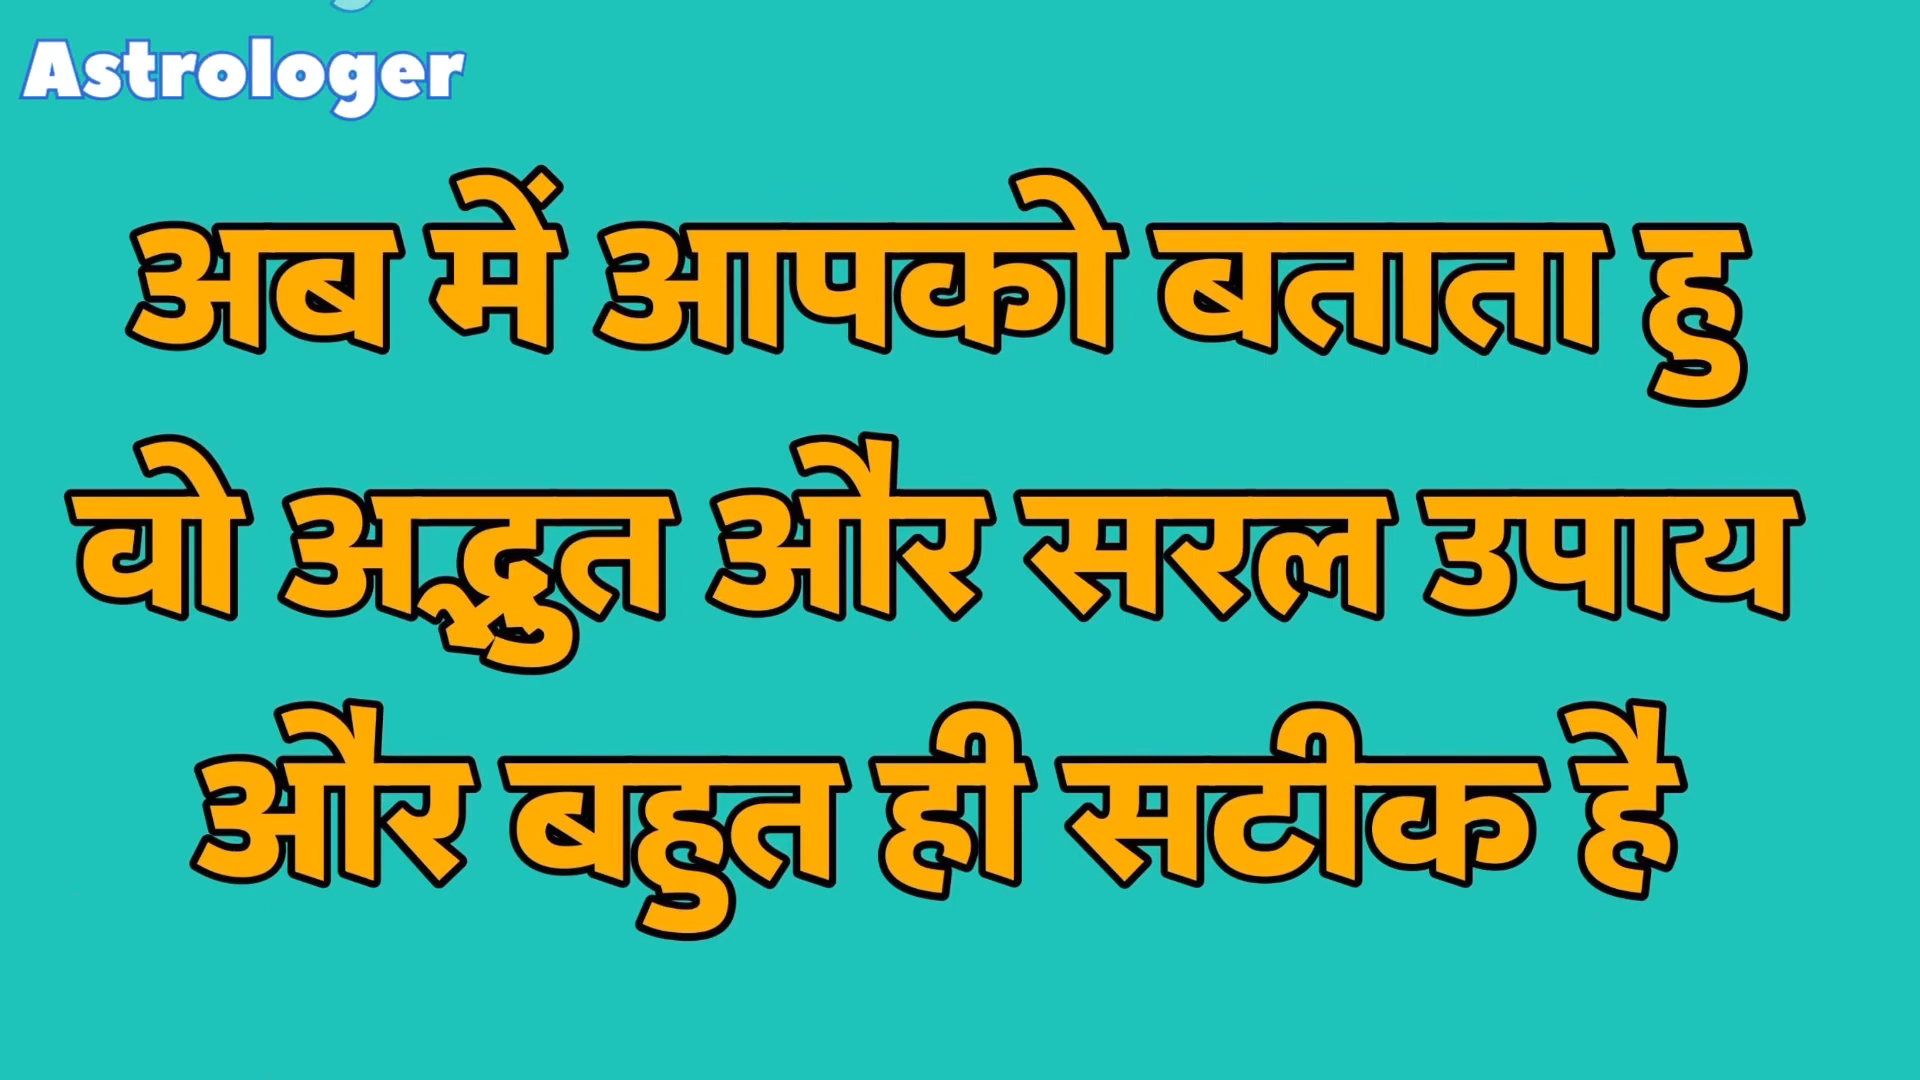 Astrologer
अब में आपको बताता हु
वो अद्भुत और सरल उपाय
और बहुत ही सटीक है